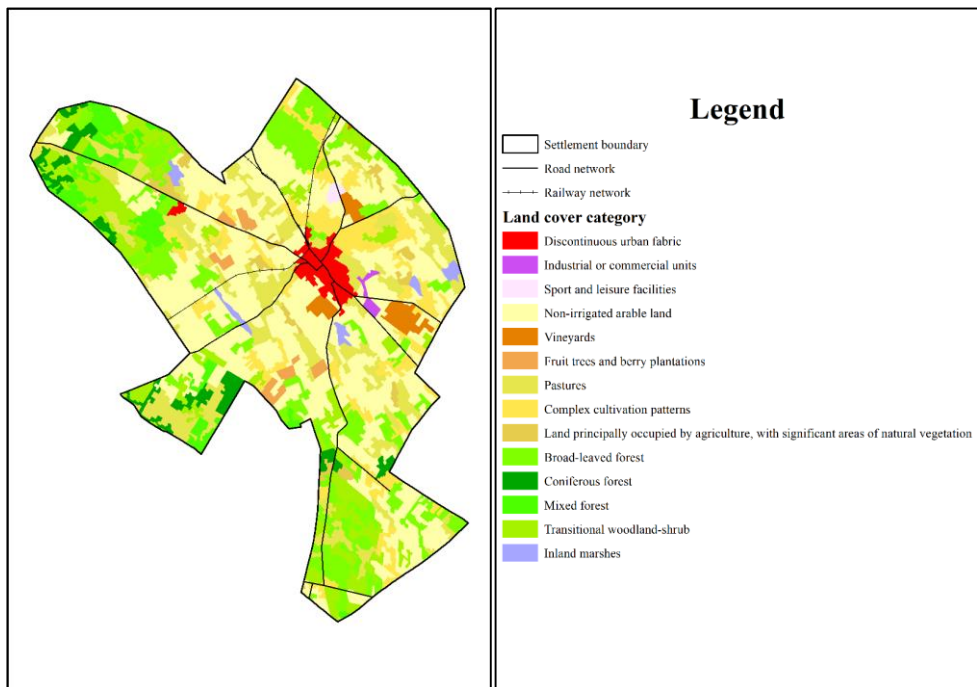 Legend
Settlement boundary
Road network
Railway network
Land cover category
Discontinuous urban fabric
Industrial or commercial units
Sport and leisure facilities
Non-irrigated arable land
Vineyards
Fruit trees and berry plantations
Pastures
Complex cultivation patterns
Land principally occupied by agriculture, with significant areas of natural vegetation
Broad-leaved forest
Coniferous forest
Mixed forest
Transitional woodland-shrub
Inland marshes